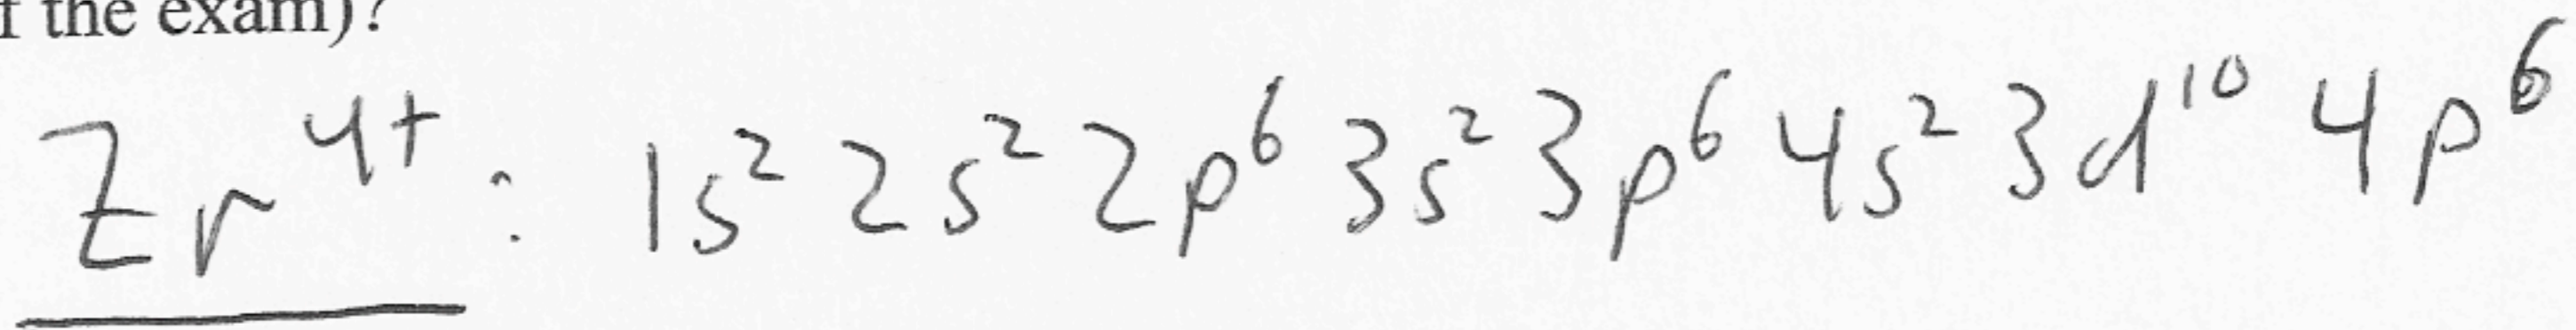 f the exam)?
Zr⁴⁺ : 1s² 2s² 2p⁶ 3s² 3p⁶ 4s² 3d¹⁰ 4p⁶